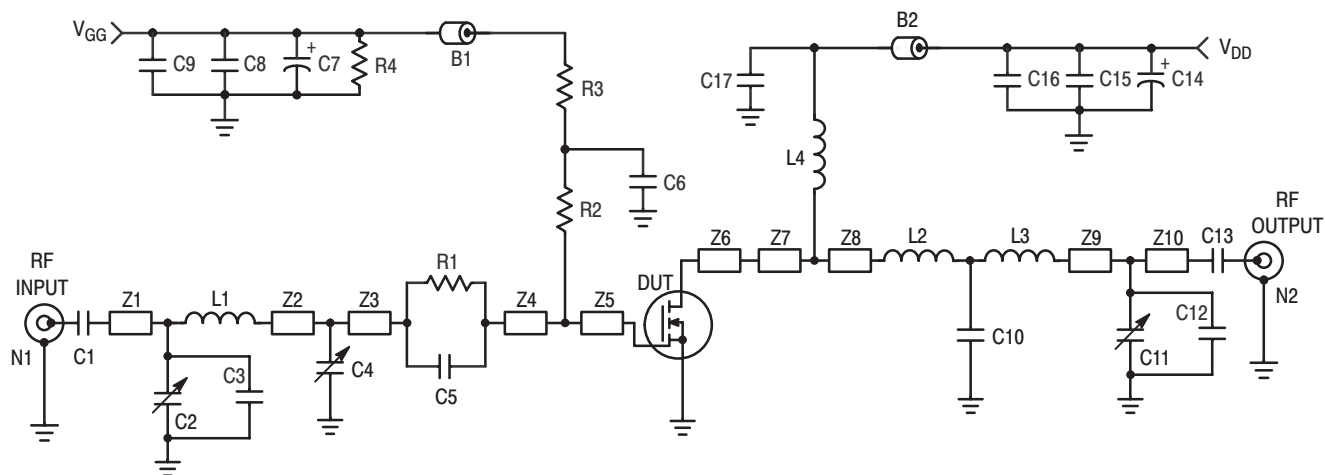 VGG
C9
C8
+
C7
R4
B1
R3
C6
R2
B2
VDD
C17
C16
C15
+
C14
L4
RF
INPUT
N1
C1
Z1
L1
Z2
Z3
R1
C5
Z4
Z5
C3
C2
C4
DUT
Z6
Z7
Z8
L2
L3
Z9
Z10
C13
RF
OUTPUT
N2
C10
C11
C12